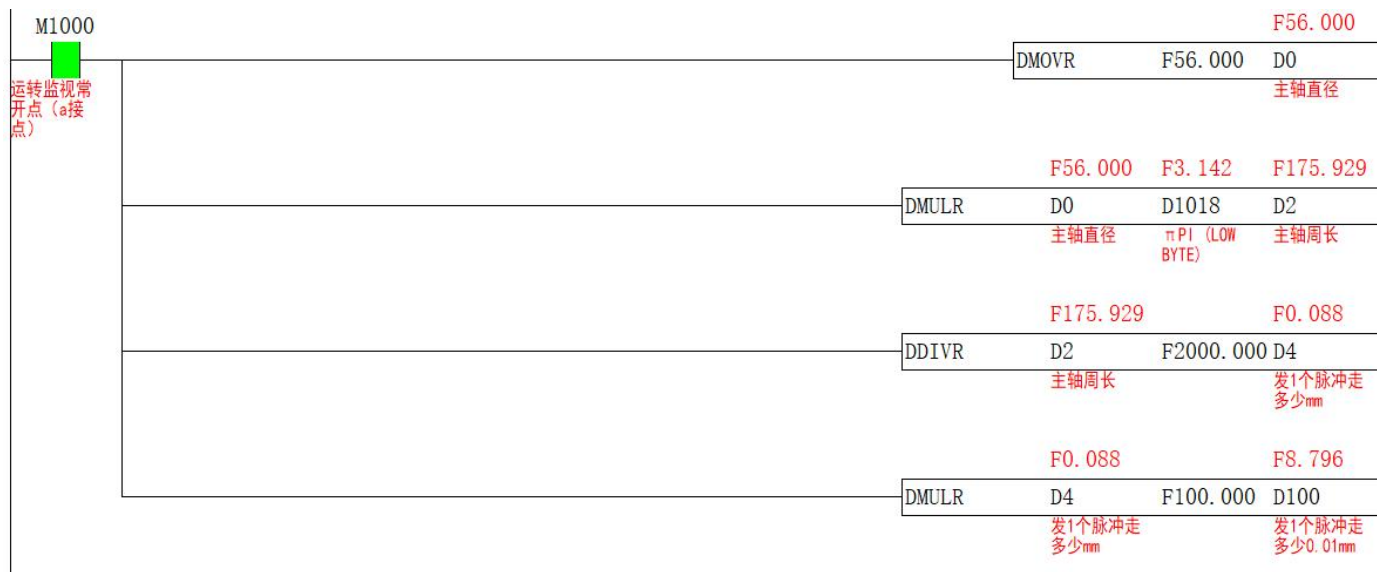 M1000
运转监视常
开点（a接
点）
F56.000
DMOVR F56.000 D0
主轴直径
F56.000 F3.142 F175.929
DMULR D0 D1018 D2
主轴直径 πPI (LOW 主轴周长
BYTE)
F175.929 F0.088
DDIVR D2 F2000.000 D4
主轴周长 发1个脉冲走
多少mm
F0.088 F8.796
DMULR D4 F100.000 D100
发1个脉冲走 发1个脉冲走
多少mm 多少0.01mm